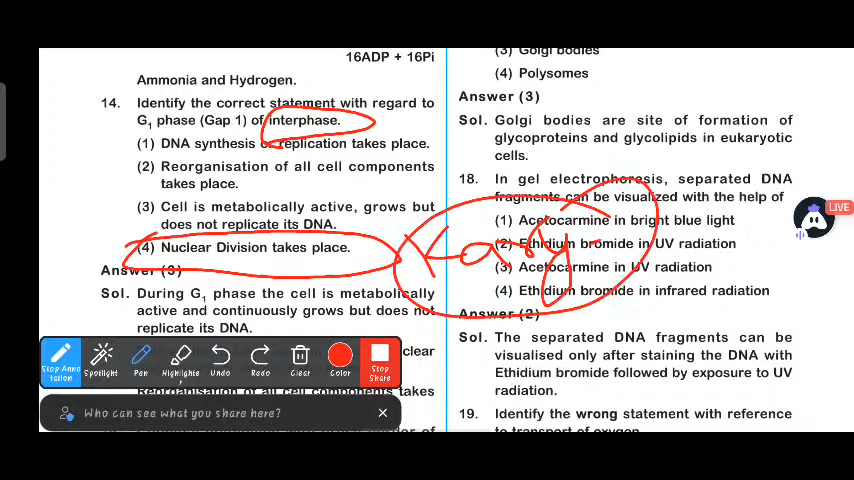 16ADP + 16Pi
Ammonia and Hydrogen.
14. Identify the correct statement with regard to
G1 phase (Gap 1) of interphase.
(1) DNA synthesis or replication takes place.
(2) Reorganisation of all cell components
takes place.
(3) Cell is metabolically active, grows but
does not replicate its DNA.
(4) Nuclear Division takes place.
Answer (3)
Sol. During G1 phase the cell is metabolically
active and continuously grows but does not
replicate its DNA.
clear
Reorganisation of all cell components takes
(3) Golgi bodies
(4) Polysomes
Answer (3)
Sol. Golgi bodies are site of formation of
glycoproteins and glycolipids in eukaryotic
cells.
18. In gel electrophoresis, separated DNA
fragments can be visualized with the help of
(1) Acetocarmine in bright blue light
(2) Ethidium bromide in UV radiation
(3) Acetocarmine in UV radiation
(4) Ethidium bromide in infrared radiation
Answer (2)
Sol. The separated DNA fragments can be
visualised only after staining the DNA with
Ethidium bromide followed by exposure to UV
radiation.
19. Identify the wrong statement with reference
to transport of oxygen.
Karyo
LIVE
Stop Anno
tation
Spotlight
Pen
Highlighte
r
Undo
Redo
Clear
Color
Stop
Share
Who can see what you share here?